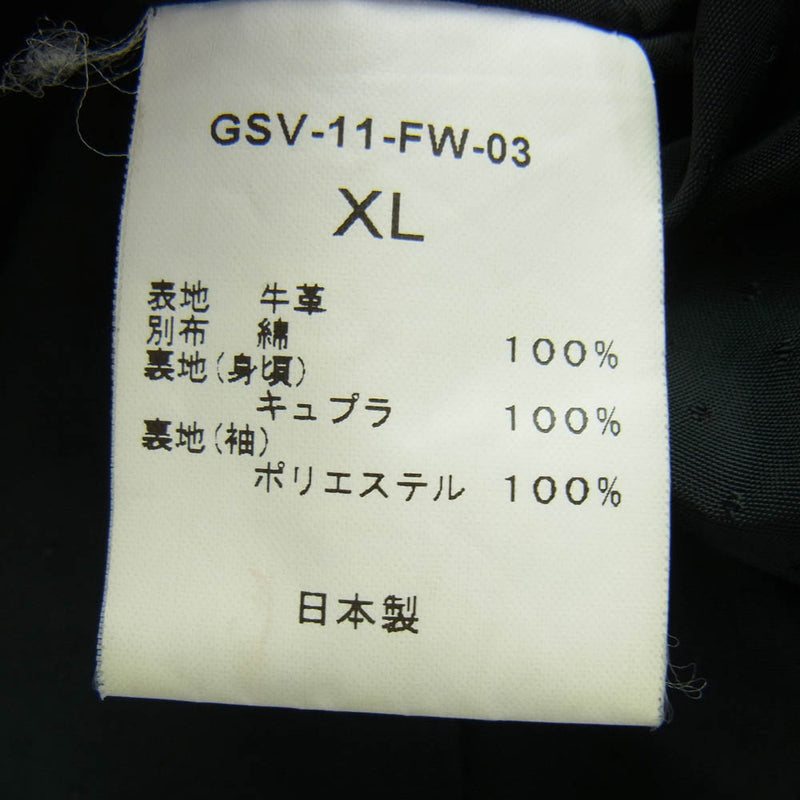 GSV-11-FW-03
XL
表地 牛革
別布 綿 100%
裏地(身頃)
キュプラ 100%
裏地(袖)
ポリエステル 100%
日本製